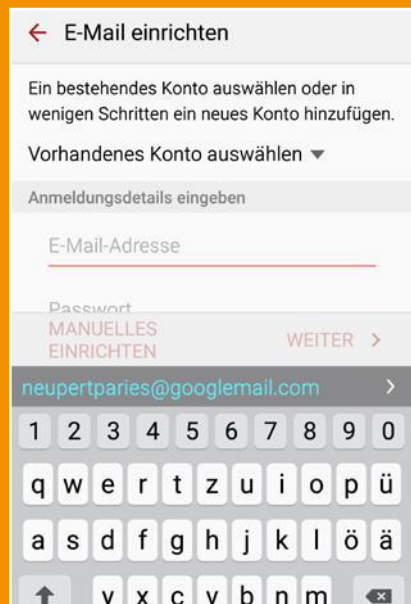 E-Mail einrichten
Ein bestehendes Konto auswählen oder in
wenigen Schritten ein neues Konto hinzufügen.
Vorhandenes Konto auswählen
Anmeldungsdetails eingeben
E-Mail-Adresse
Passwort
MANUELLES
EINRICHTEN
WEITER >
neupertparies@googlemail.com >
1 2 3 4 5 6 7 8 9 0
q w e r t z u i o p ü
a s d f g h j k l ö ä
y x c v b n m